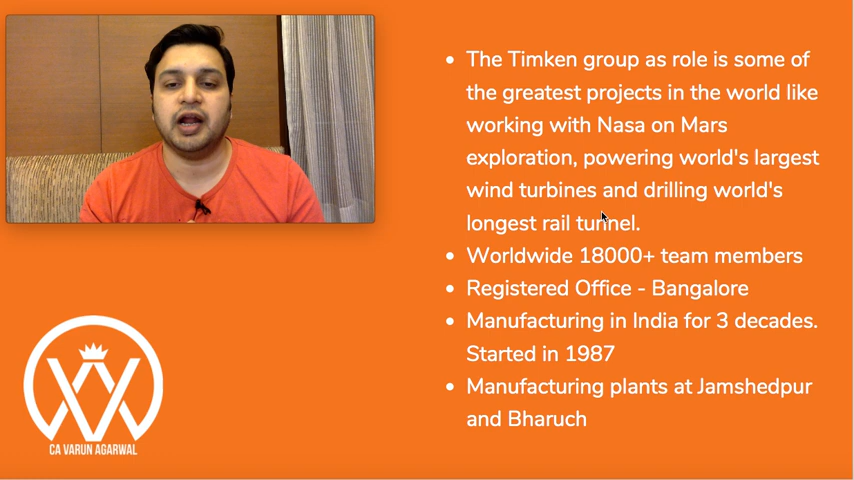 The Timken group as role is some of
the greatest projects in the world like
working with Nasa on Mars
exploration, powering world's largest
wind turbines and drilling world's
longest rail tunnel.
Worldwide 18000+ team members
Registered Office - Bangalore
Manufacturing in India for 3 decades.
Started in 1987
Manufacturing plants at Jamshedpur
and Bharuch
CA VARUN AGARWAL